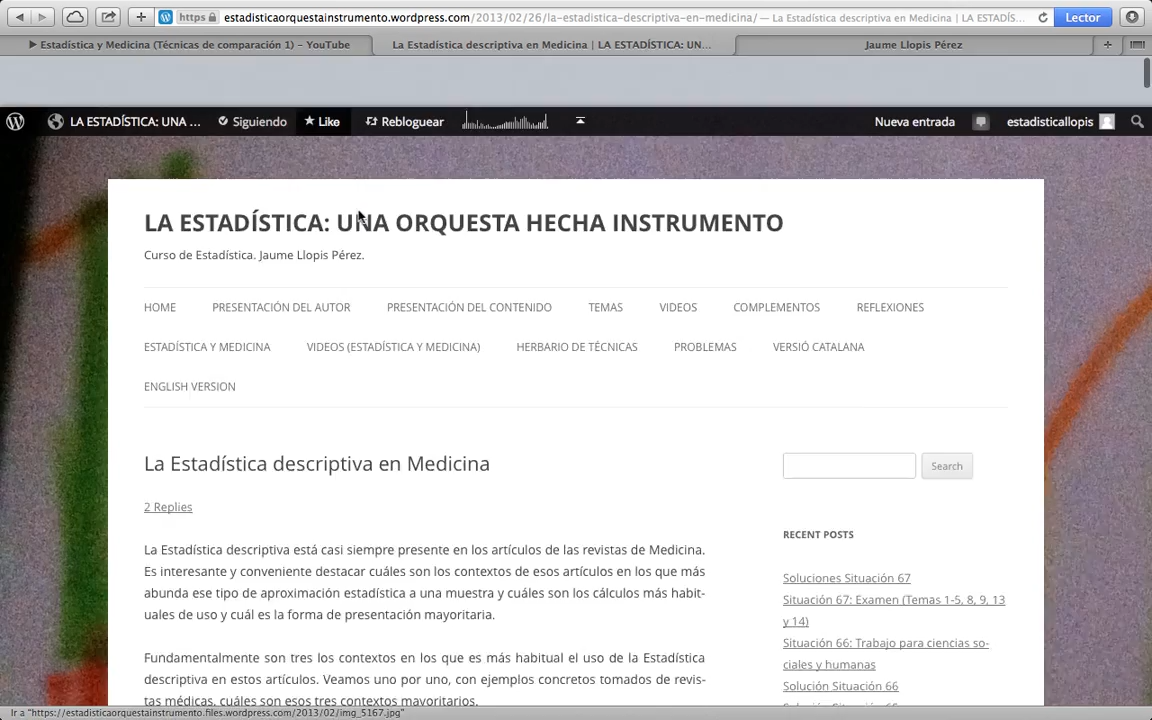 https estadisticaorquestainstrumento.wordpress.com/2013/02/26/la-estadistica-descriptiva-en-medicina/ — La Estadística descriptiva en Medicina | LA ESTADÍS... Lector
Estadística y Medicina (Técnicas de comparación 1) – YouTube La Estadística descriptiva en Medicina | LA ESTADÍSTICA: UN... Jaume Llopis Pérez
LA ESTADÍSTICA: UNA ... Siguiendo Like Rebloguear Nueva entrada estadisticallopis
LA ESTADÍSTICA: UNA ORQUESTA HECHA INSTRUMENTO
Curso de Estadística. Jaume Llopis Pérez.
HOME PRESENTACIÓN DEL AUTOR PRESENTACIÓN DEL CONTENIDO TEMAS VIDEOS COMPLEMENTOS REFLEXIONES
ESTADÍSTICA Y MEDICINA VIDEOS (ESTADÍSTICA Y MEDICINA) HERBARIO DE TÉCNICAS PROBLEMAS VERSIÓ CATALANA
ENGLISH VERSION
La Estadística descriptiva en Medicina
2 Replies
La Estadística descriptiva está casi siempre presente en los artículos de las revistas de Medicina.
Es interesante y conveniente destacar cuáles son los contextos de esos artículos en los que más
abunda ese tipo de aproximación estadística a una muestra y cuáles son los cálculos más habit-
uales de uso y cuál es la forma de presentación mayoritaria.
Fundamentalmente son tres los contextos en los que es más habitual el uso de la Estadística
descriptiva en estos artículos. Veamos uno por uno, con ejemplos concretos tomados de revis-
tas médicas, cuáles son esos tres contextos mayoritarios.
Search
RECENT POSTS
Soluciones Situación 67
Situación 67: Examen (Temas 1-5, 8, 9, 13
y 14)
Situación 66: Trabajo para ciencias so-
ciales y humanas
Solución Situación 66
Ir a "https://estadisticaorquestainstrumento.files.wordpress.com/2013/02/img_5167.jpg"